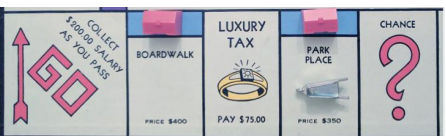 COLLECT
$200.00 SALARY
AS YOU PASS
GO
BOARDWALK
PRICE $400
LUXURY
TAX
PAY $75.00
PARK
PLACE
PRICE $350
CHANCE
?